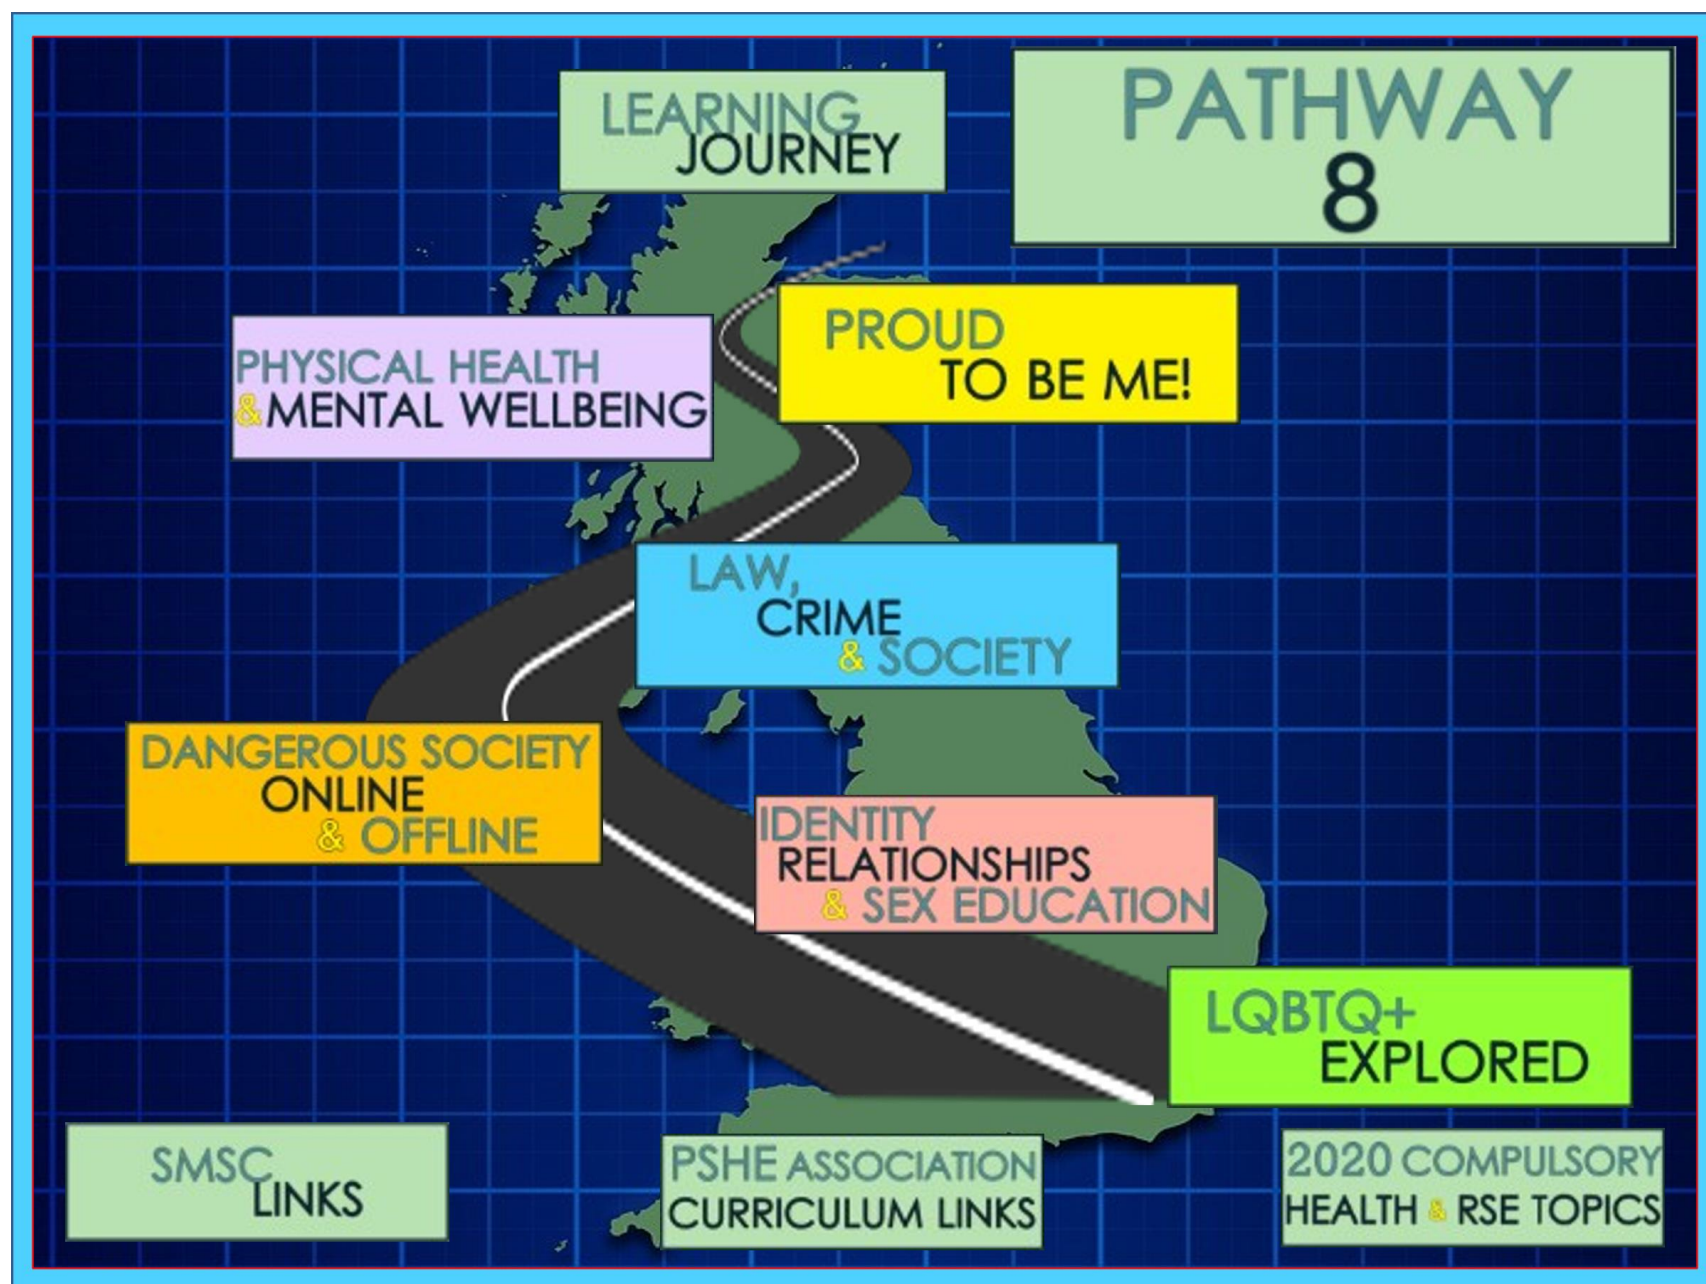 LEARNING
JOURNEY
PATHWAY
8
PROUD
TO BE ME!
PHYSICAL HEALTH
& MENTAL WELLBEING
LAW,
CRIME
& SOCIETY
DANGEROUS SOCIETY
ONLINE
& OFFLINE
IDENTITY
RELATIONSHIPS
& SEX EDUCATION
LQBTQ+
EXPLORED
SMSC
LINKS
PSHE ASSOCIATION
CURRICULUM LINKS
2020 COMPULSORY
HEALTH & RSE TOPICS